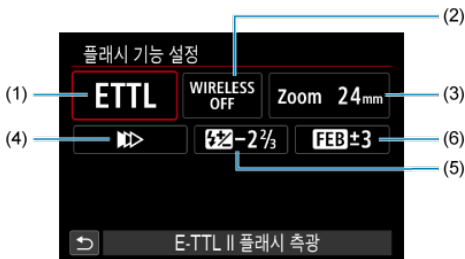 (2)
플래시 기능 설정
(1) ETTL WIRELESS OFF Zoom 24mm (3)
(4) -2⅔ FEB±3 (6)
(5)
E-TTL II 플래시 측광